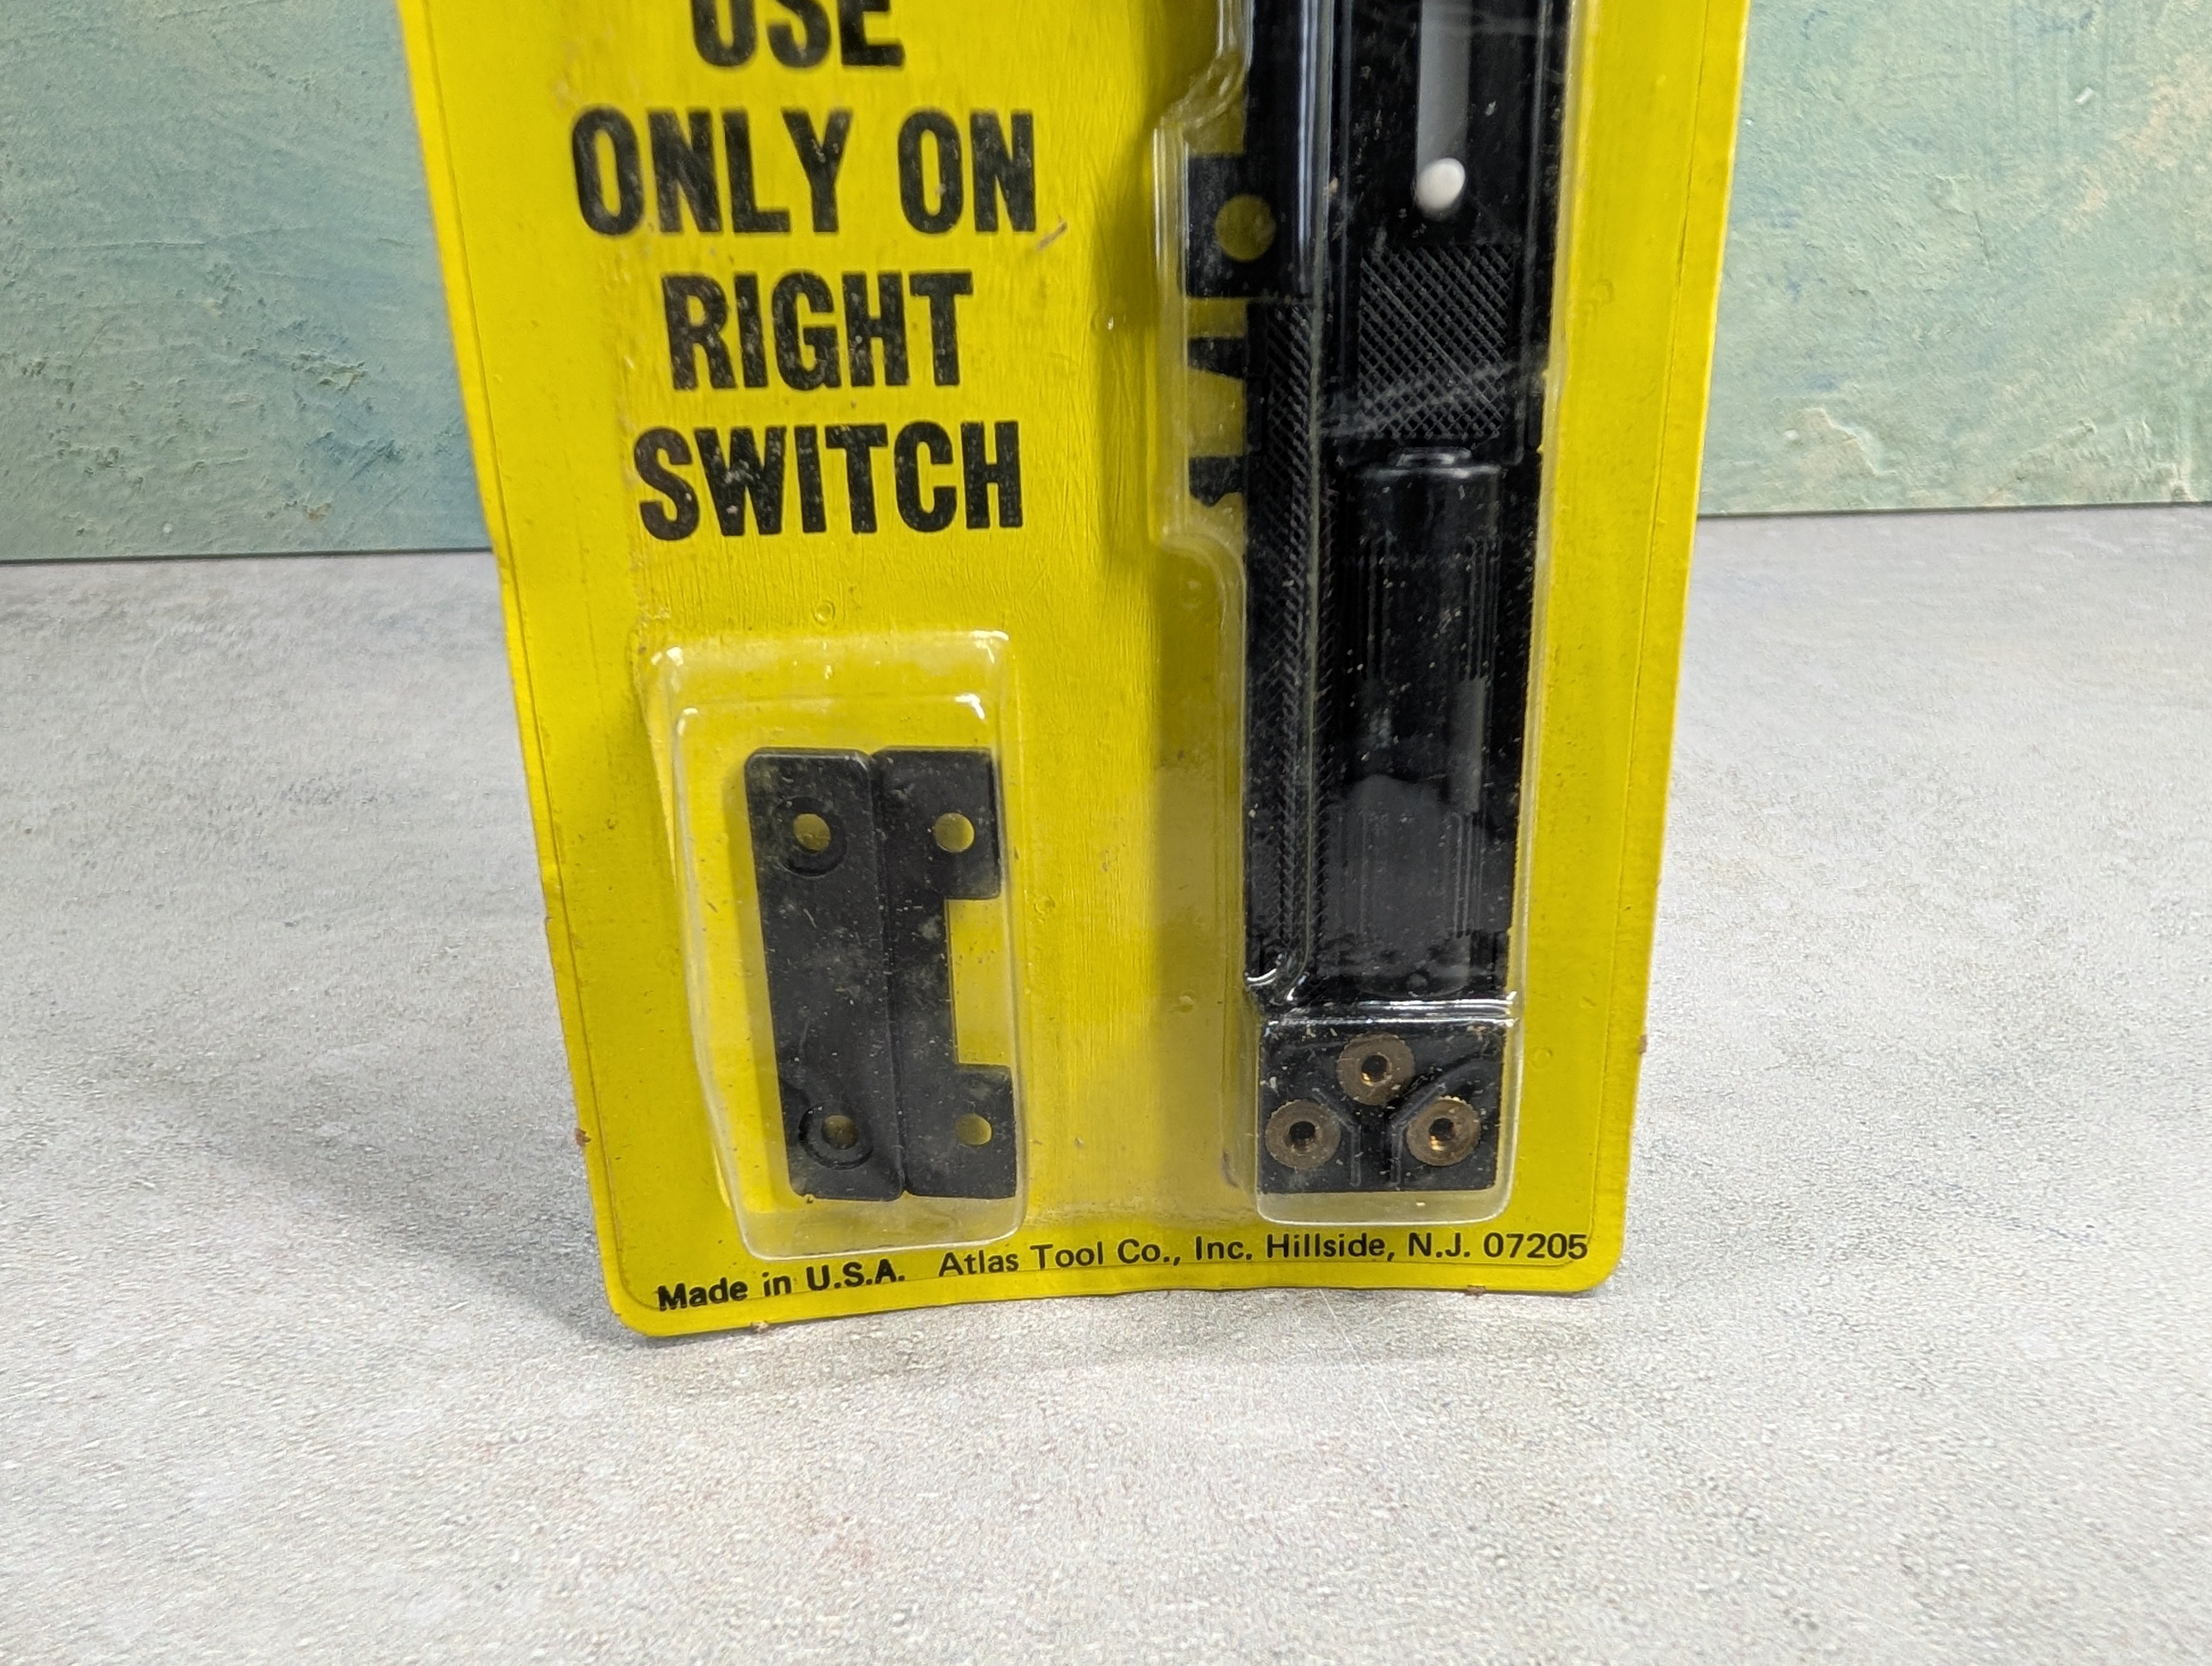 USE
ONLY ON
RIGHT
SWITCH
Made in U.S.A. Atlas Tool Co., Inc. Hillside, N.J. 07205